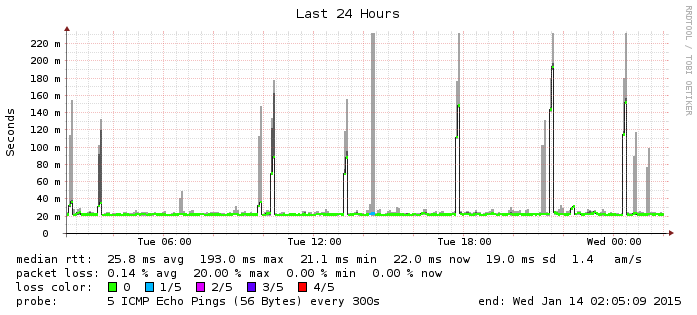 Last 24 Hours
RRDTOOL / TOBI OETIKER
Seconds
220 m
200 m
180 m
160 m
140 m
120 m
100 m
80 m
60 m
40 m
20 m
0
Tue 06:00 Tue 12:00 Tue 18:00 Wed 00:00
median rtt: 25.8 ms avg 193.0 ms max 21.1 ms min 22.0 ms now 19.0 ms sd 1.4 am/s
packet loss: 0.14 % avg 20.00 % max 0.00 % min 0.00 % now
loss color: 0 1/5 2/5 3/5 4/5
probe: 5 ICMP Echo Pings (56 Bytes) every 300s end: Wed Jan 14 02:05:09 2015